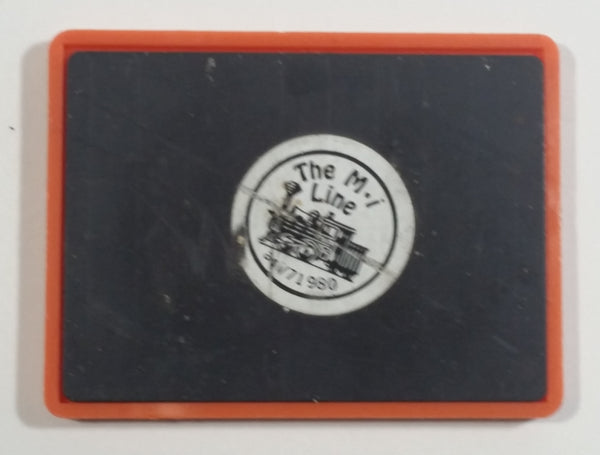 The M·i
Line